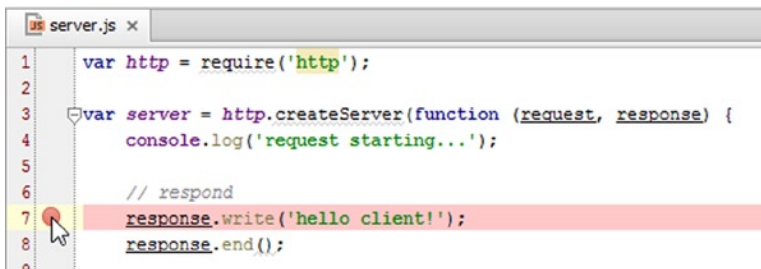 JS server.js ×
1 var http = require('http');
2
3 var server = http.createServer(function (request, response) {
4 console.log('request starting...');
5
6 // respond
7 response.write('hello client!');
8 response.end();